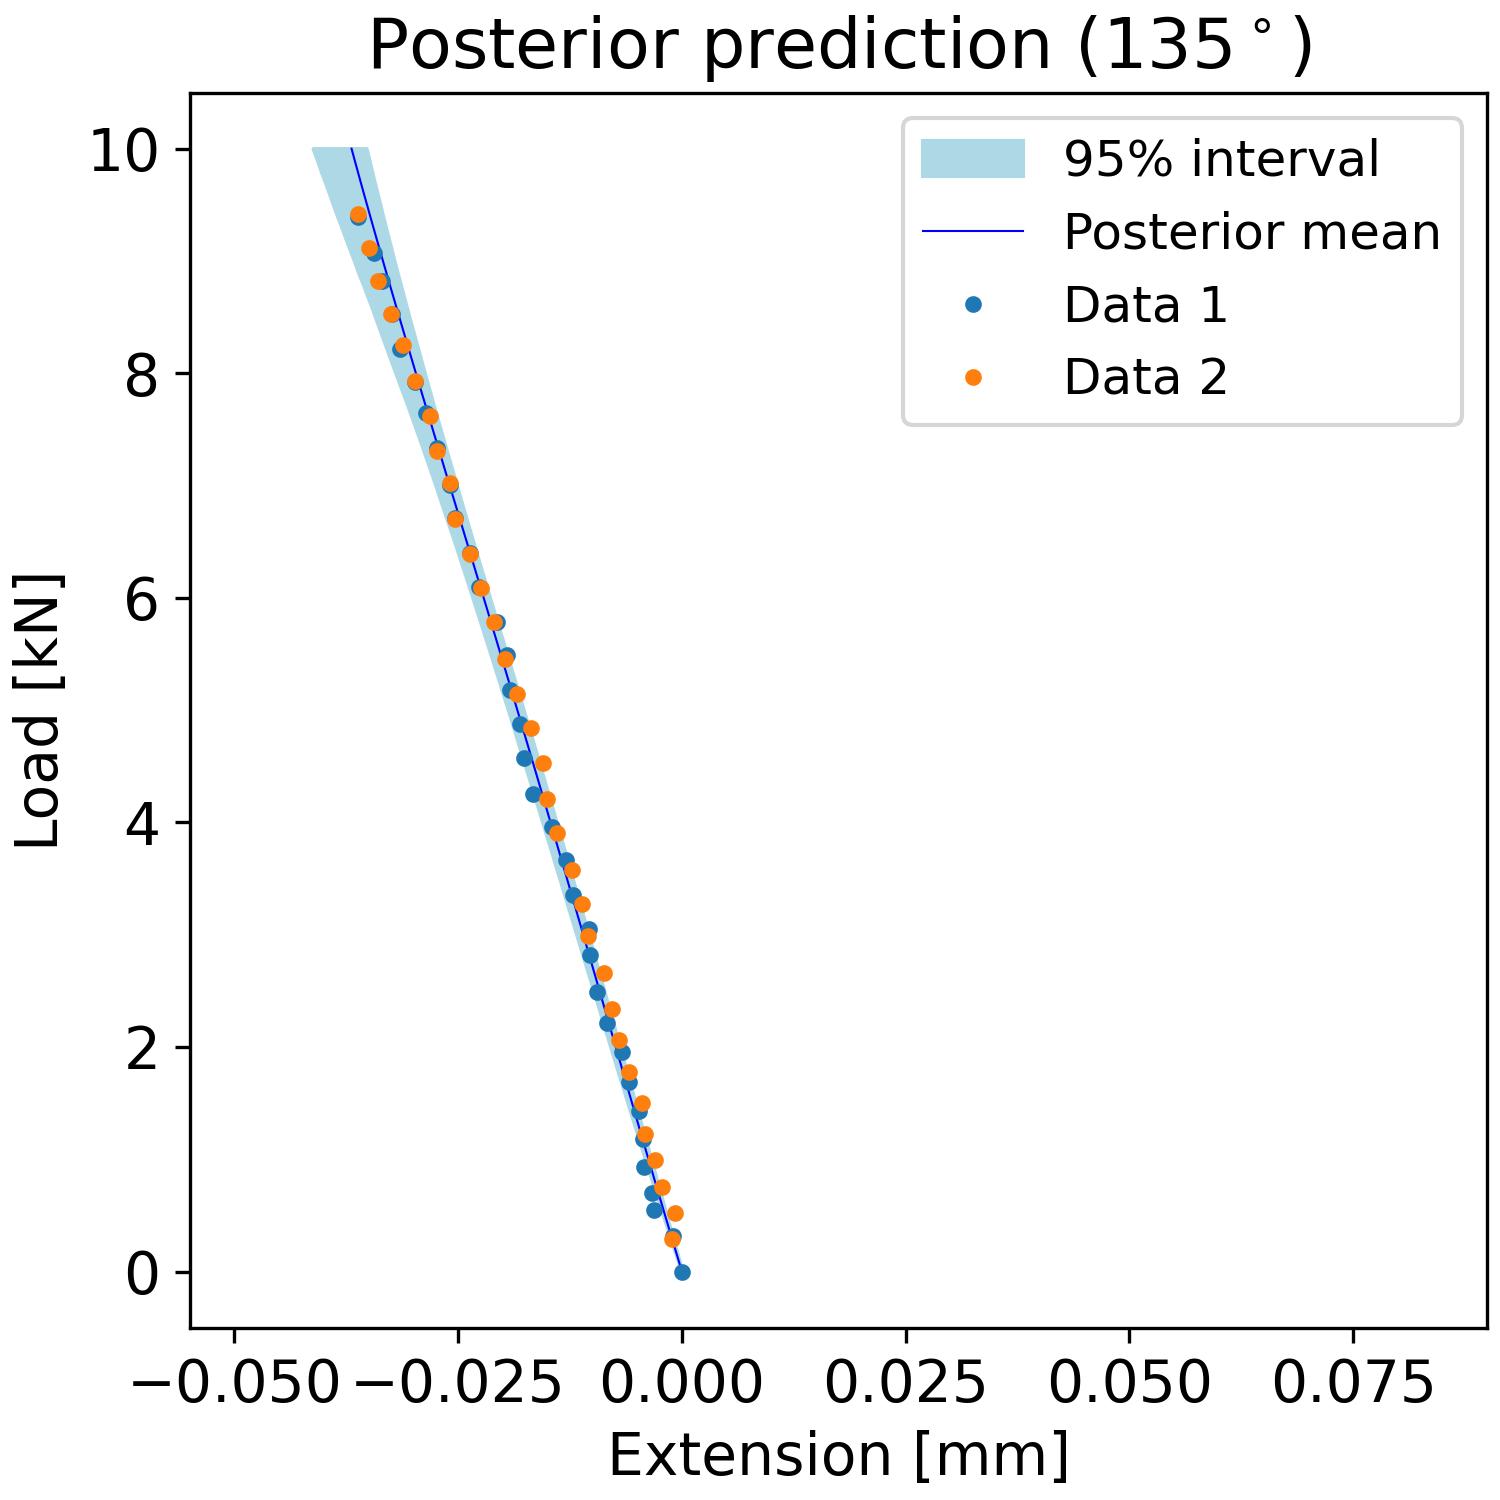 Posterior prediction (135°)
95% interval
Posterior mean
Data 1
Data 2
10
8
6
4
2
0
Load [kN]
−0.050 −0.025 0.000 0.025 0.050 0.075
Extension [mm]